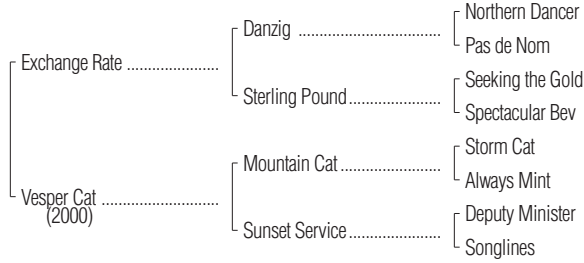 Northern Dancer
Danzig ..............................
Pas de Nom
Exchange Rate ....................
Seeking the Gold
Sterling Pound....................
Spectacular Bev
Storm Cat
Mountain Cat......................
Always Mint
Vesper Cat .........................
(2000)
Deputy Minister
Sunset Service....................
Songlines